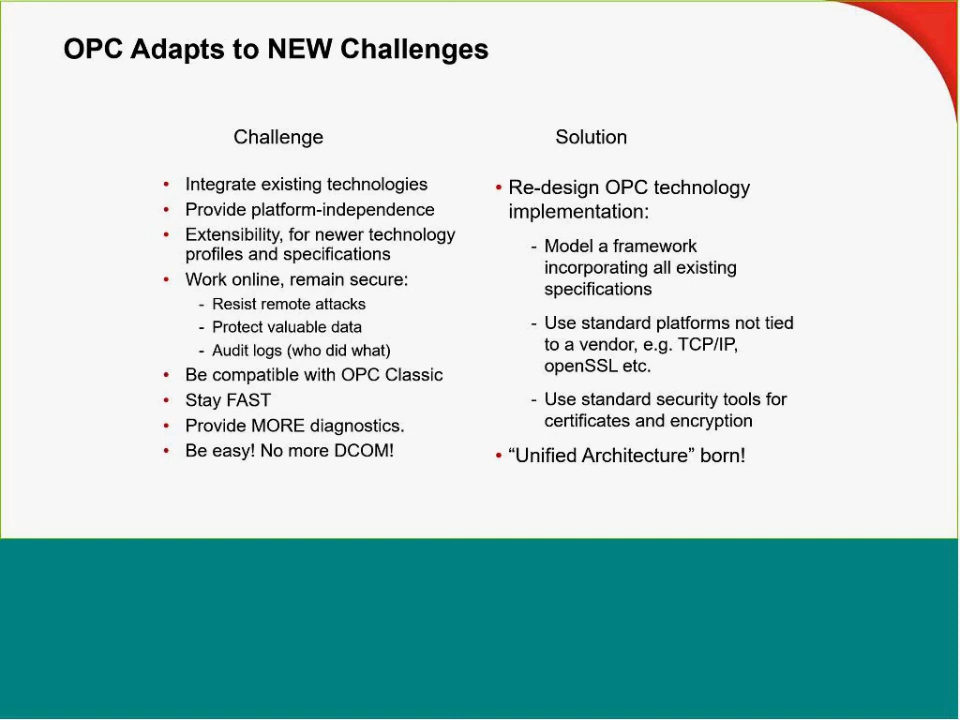 OPC Adapts to NEW Challenges
Challenge
• Integrate existing technologies
• Provide platform-independence
• Extensibility, for newer technology
profiles and specifications
• Work online, remain secure:
- Resist remote attacks
- Protect valuable data
- Audit logs (who did what)
• Be compatible with OPC Classic
• Stay FAST
• Provide MORE diagnostics.
• Be easy! No more DCOM!
Solution
• Re-design OPC technology
implementation:
- Model a framework
incorporating all existing
specifications
- Use standard platforms not tied
to a vendor, e.g. TCP/IP,
openSSL etc.
- Use standard security tools for
certificates and encryption
• “Unified Architecture” born!